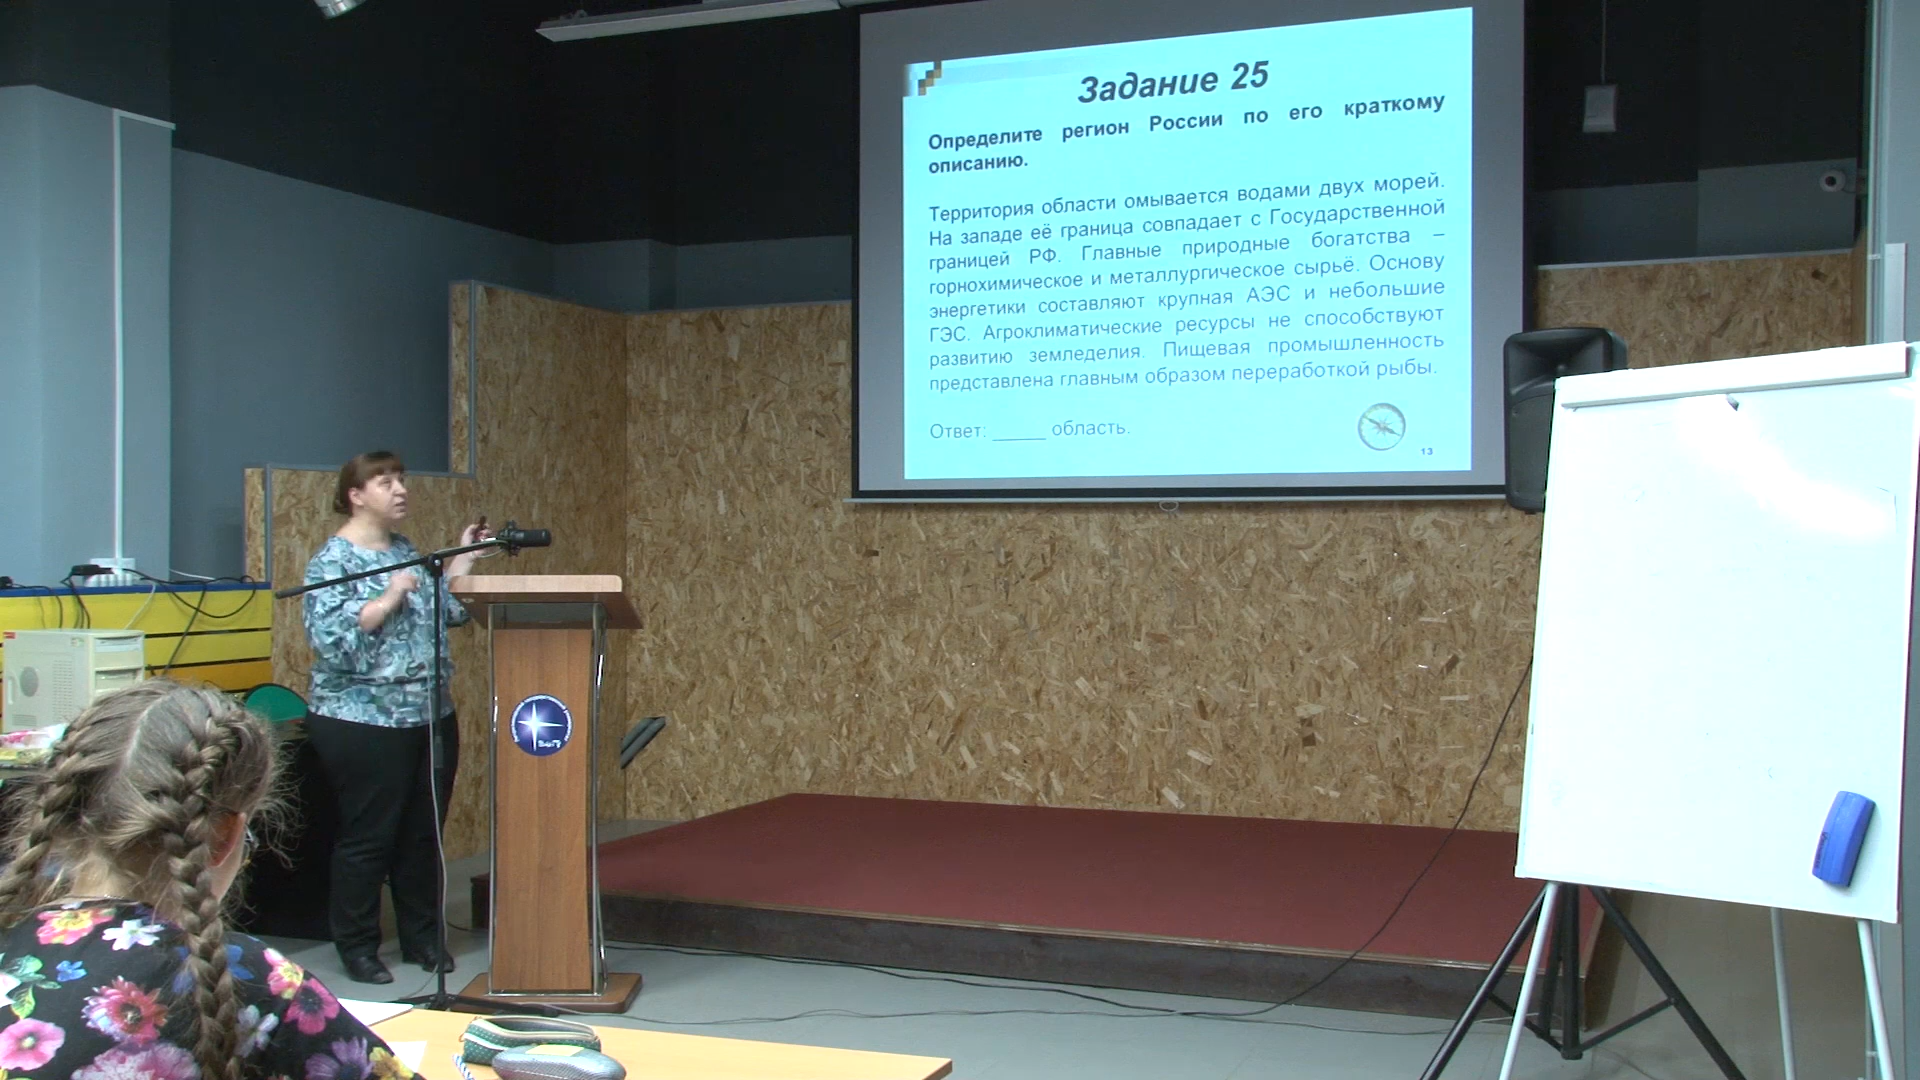 Задание 25
Определите регион России по его краткому
описанию.
Территория области омывается водами двух морей.
На западе её граница совпадает с Государственной
границей РФ. Главные природные богатства –
горнохимическое и металлургическое сырьё. Основу
энергетики составляют крупная АЭС и небольшие
ГЭС. Агроклиматические ресурсы не способствуют
развитию земледелия. Пищевая промышленность
представлена главным образом переработкой рыбы.
Ответ: _____ область.
13